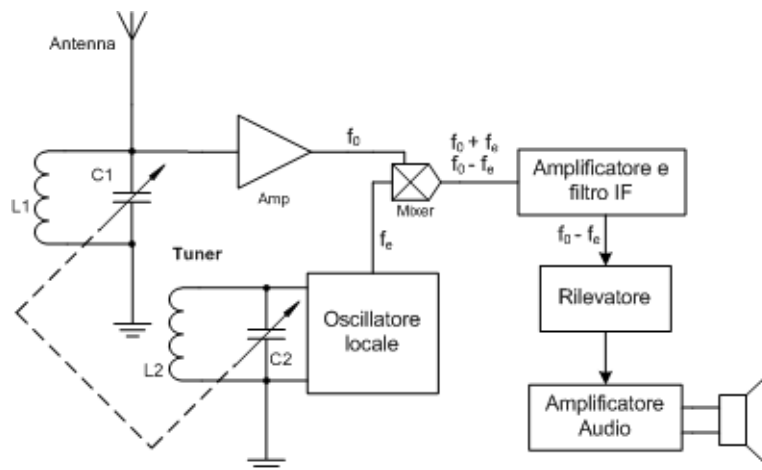 Antenna
C1
L1
Amp
f₀
Mixer
f₀ + fₑ
f₀ - fₑ
Amplificatore e
filtro IF
f₀ - fₑ
Tuner
fₑ
L2
C2
Oscillatore
locale
Rilevatore
Amplificatore
Audio